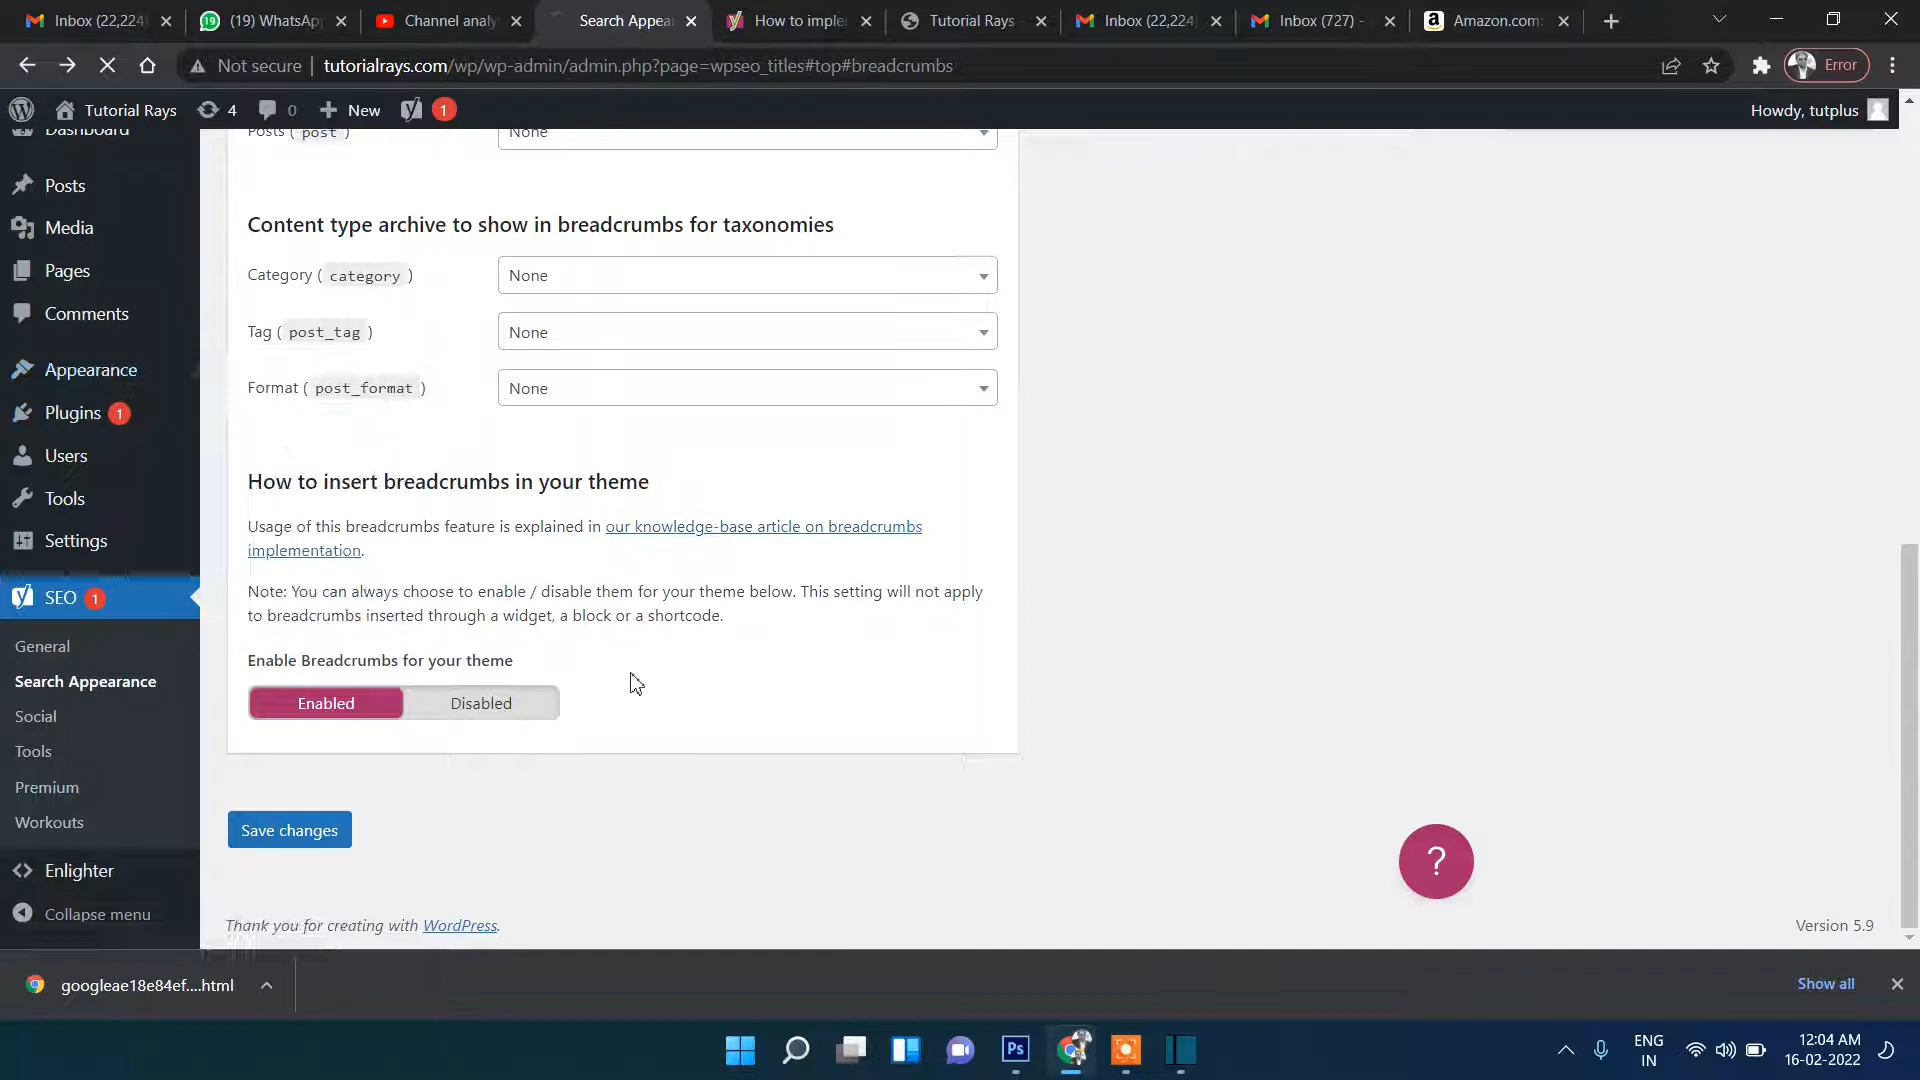 Inbox (22,224
(19) WhatsAp
Channel analy
Search Appea
How to imple
Tutorial Rays
Inbox (22,224
Inbox (727) -
Amazon.com:
Not secure
tutorialrays.com/wp/wp-admin/admin.php?page=wpseo_titles#top#breadcrumbs
Error
Tutorial Rays
4
0
New
1
Howdy, tutplus
Dashboard
Posts
Media
Pages
Comments
Appearance
Plugins 1
Users
Tools
Settings
SEO 1
General
Search Appearance
Social
Tools
Premium
Workouts
Enlighter
Collapse menu
Posts ( post )
None
Content type archive to show in breadcrumbs for taxonomies
Category ( category )
None
Tag ( post_tag )
None
Format ( post_format )
None
How to insert breadcrumbs in your theme
Usage of this breadcrumbs feature is explained in our knowledge-base article on breadcrumbs
implementation.
Note: You can always choose to enable / disable them for your theme below. This setting will not apply
to breadcrumbs inserted through a widget, a block or a shortcode.
Enable Breadcrumbs for your theme
Enabled
Disabled
Save changes
?
Thank you for creating with WordPress.
Version 5.9
googleae18e84ef....html
Show all
Ps
ENG
IN
12:04 AM
16-02-2022